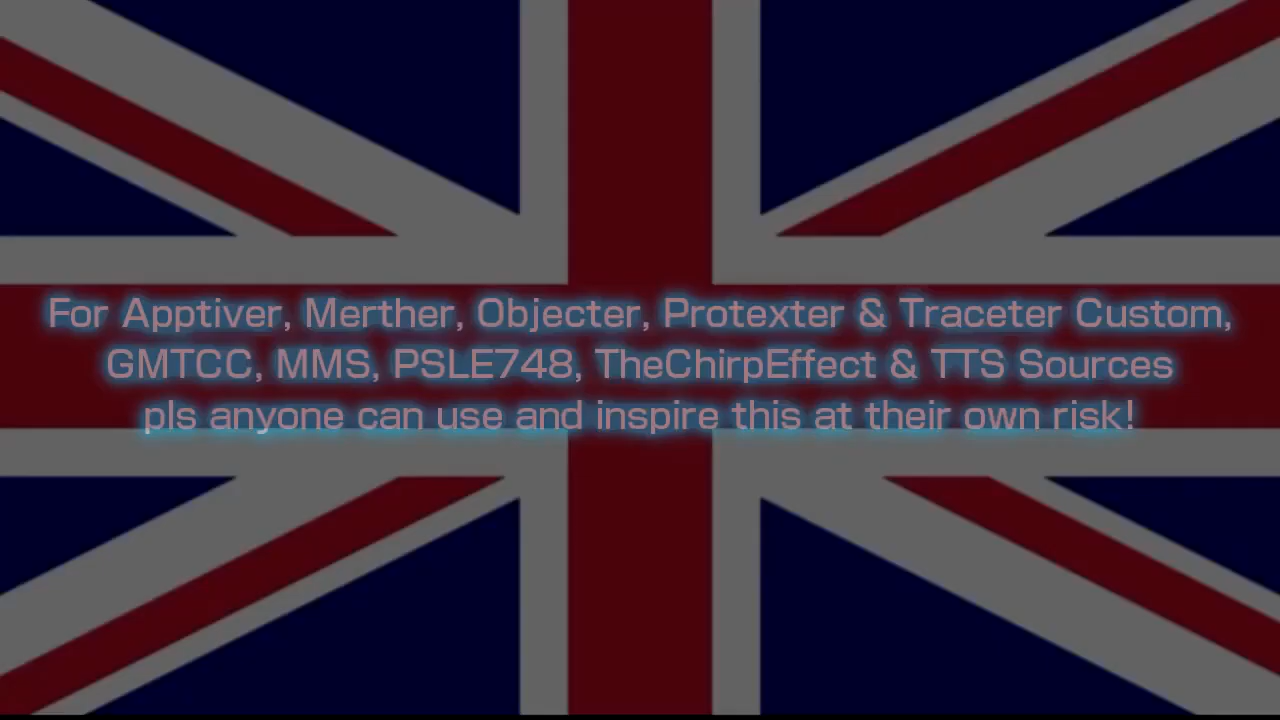 For Apptiver, Merther, Objecter, Protexter & Traceter Custom,
GMTCC, MMS, PSLE748, TheChirpEffect & TTS Sources
pls anyone can use and inspire this at their own risk!